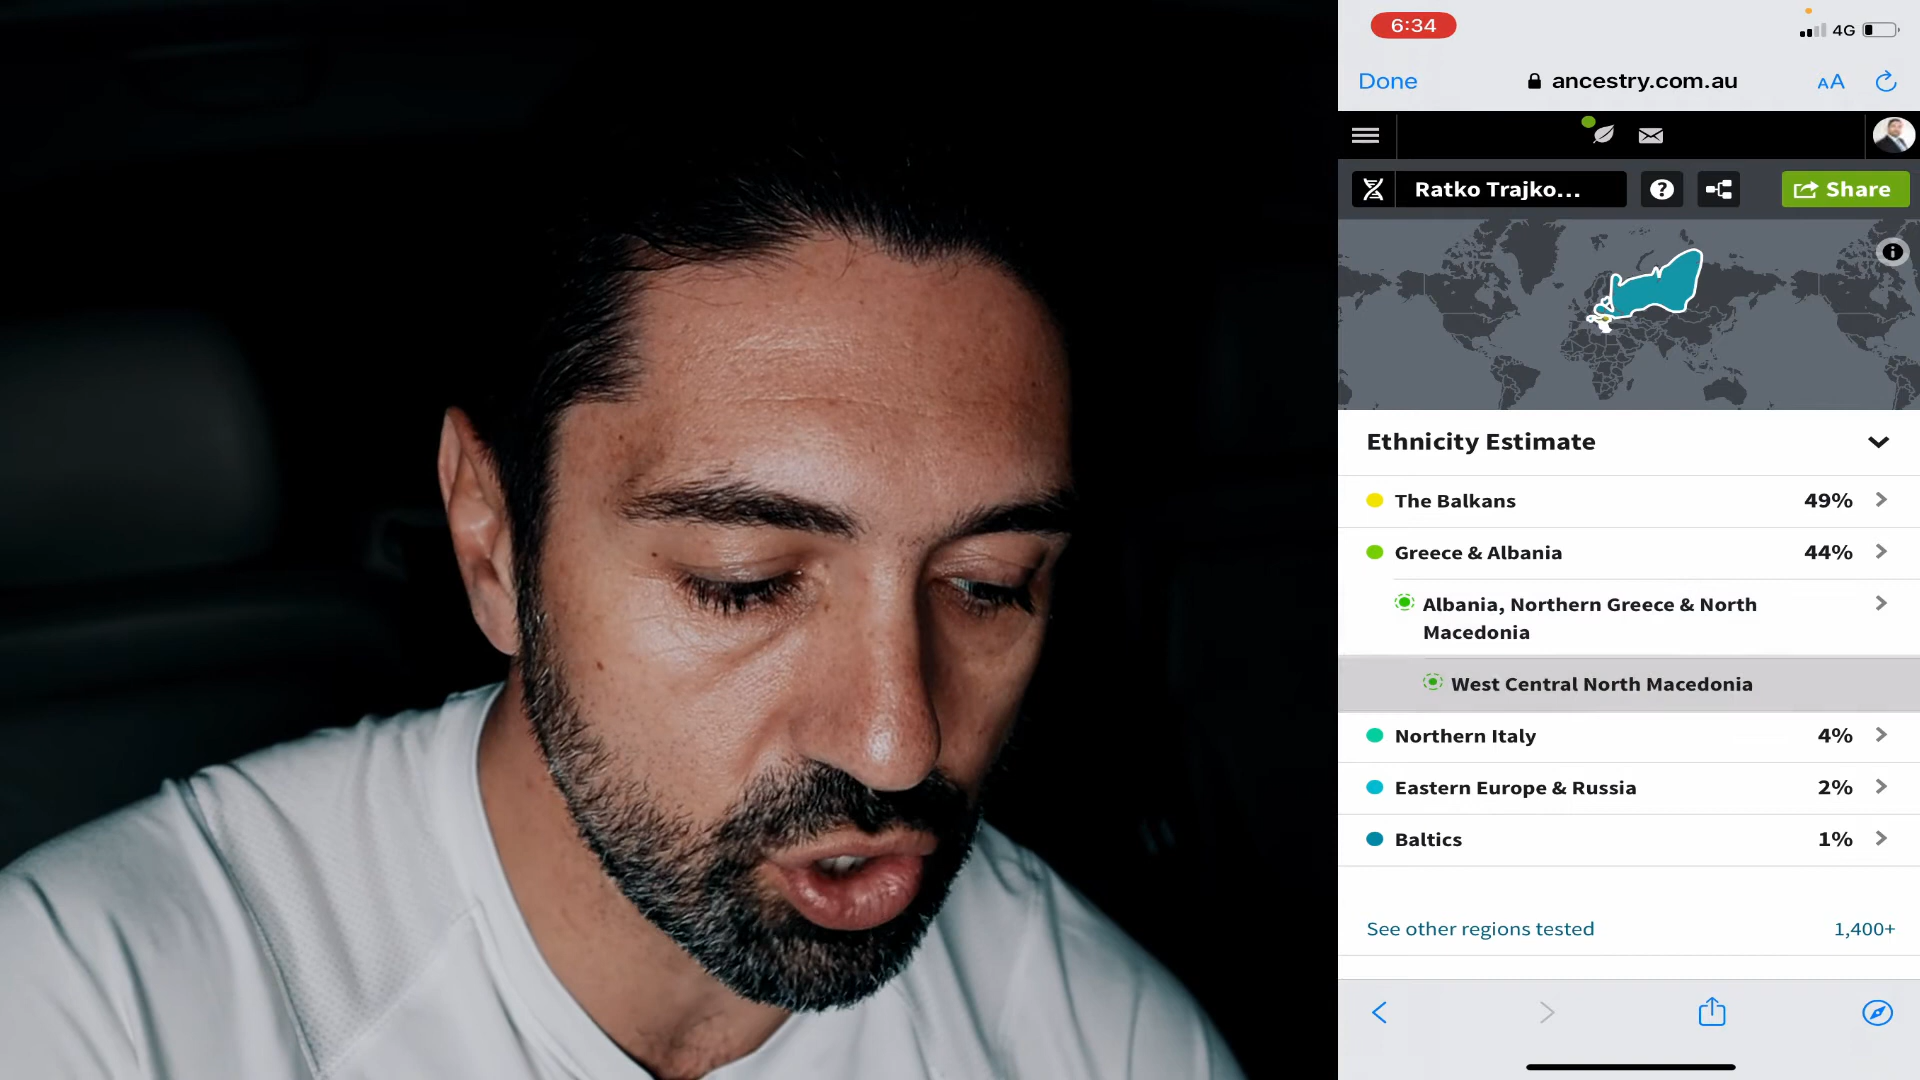 6:34
4G
Done
ancestry.com.au
AA
Ratko Trajko...
?
Share
i
Ethnicity Estimate
The Balkans 49%
Greece & Albania 44%
Albania, Northern Greece & North
Macedonia
West Central North Macedonia
Northern Italy 4%
Eastern Europe & Russia 2%
Baltics 1%
See other regions tested 1,400+